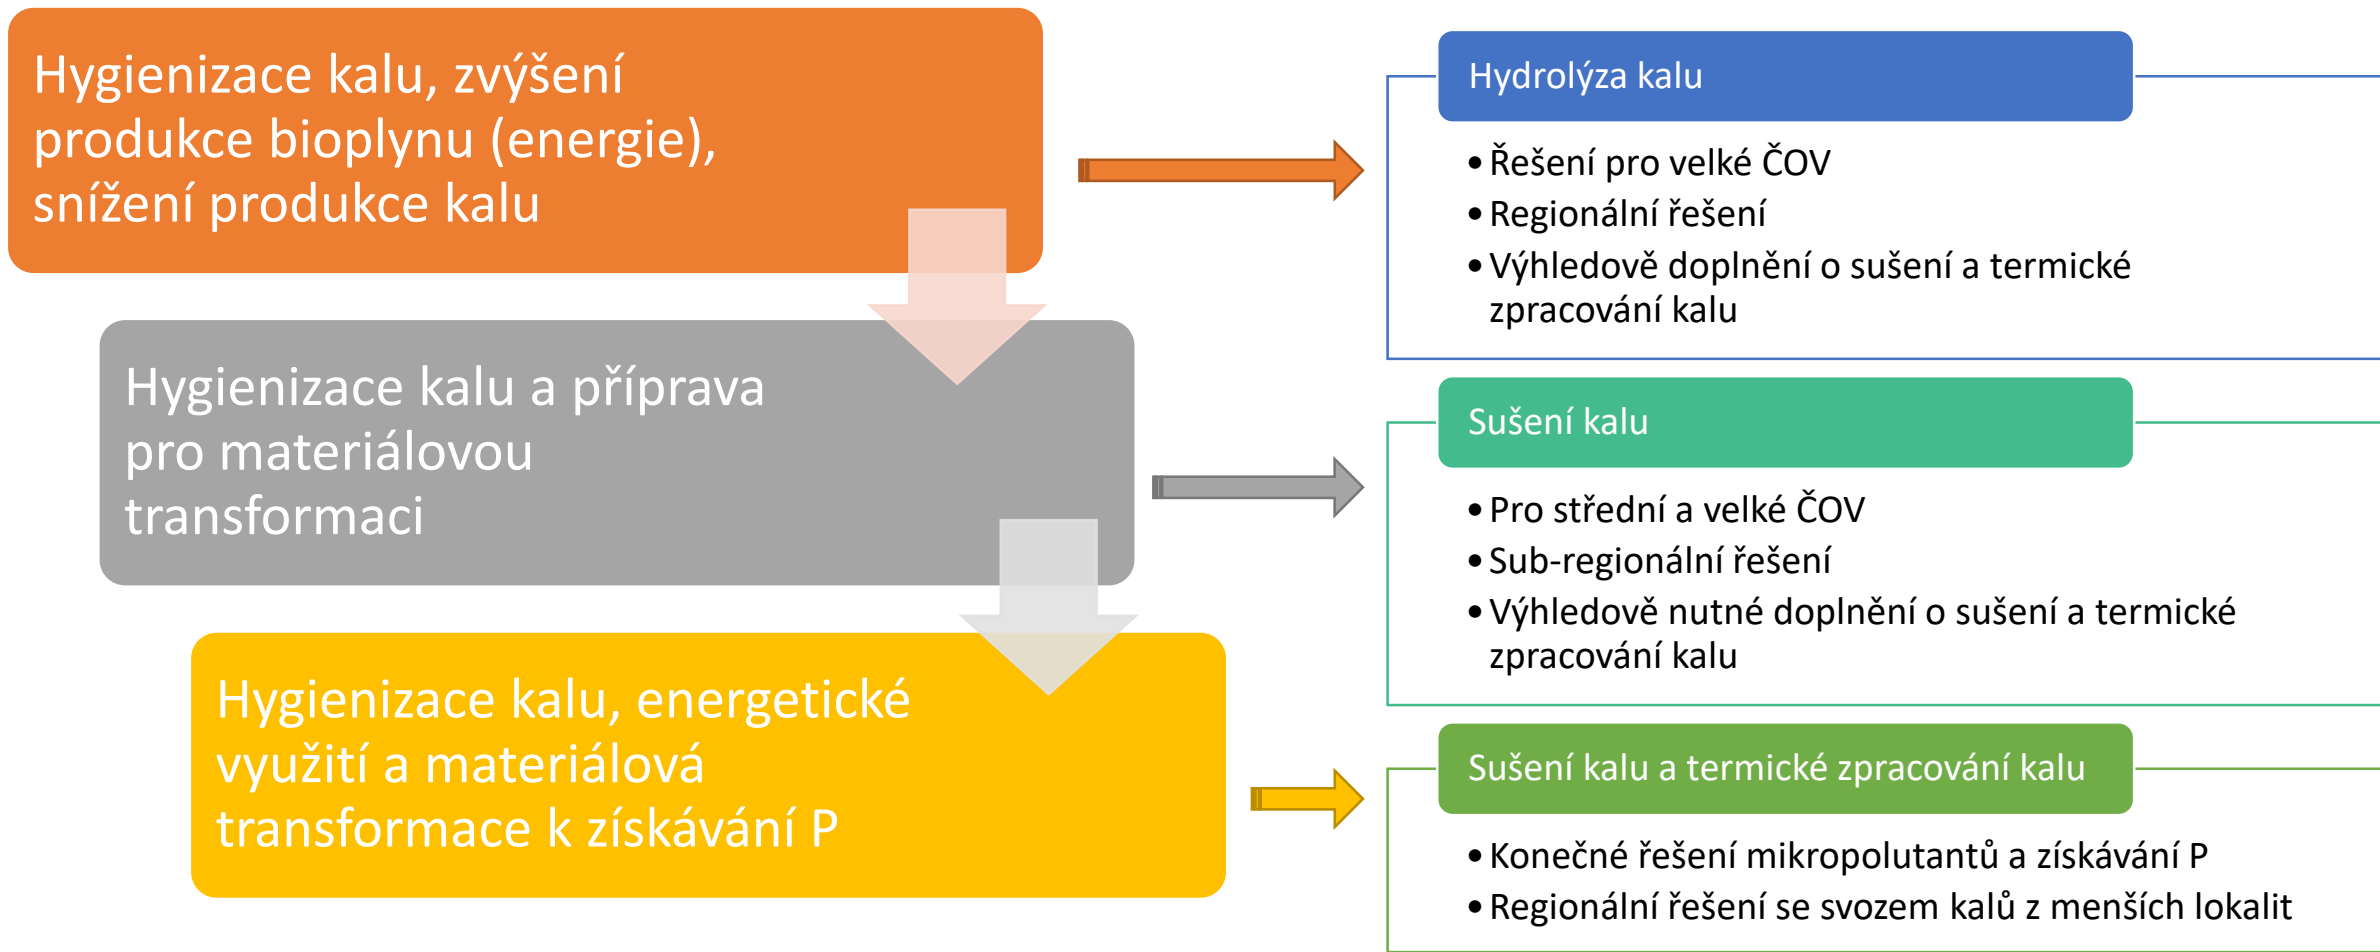 Hygienizace kalu, zvýšení
produkce bioplynu (energie),
snížení produkce kalu
Hydrolýza kalu
• Řešení pro velké ČOV
• Regionální řešení
• Výhledově doplnění o sušení a termické
zpracování kalu
Hygienizace kalu a příprava
pro materiálovou
transformaci
Sušení kalu
• Pro střední a velké ČOV
• Sub-regionální řešení
• Výhledově nutné doplnění o sušení a termické
zpracování kalu
Hygienizace kalu, energetické
využití a materiálová
transformace k získávání P
Sušení kalu a termické zpracování kalu
• Konečné řešení mikropolutantů a získávání P
• Regionální řešení se svozem kalů z menších lokalit